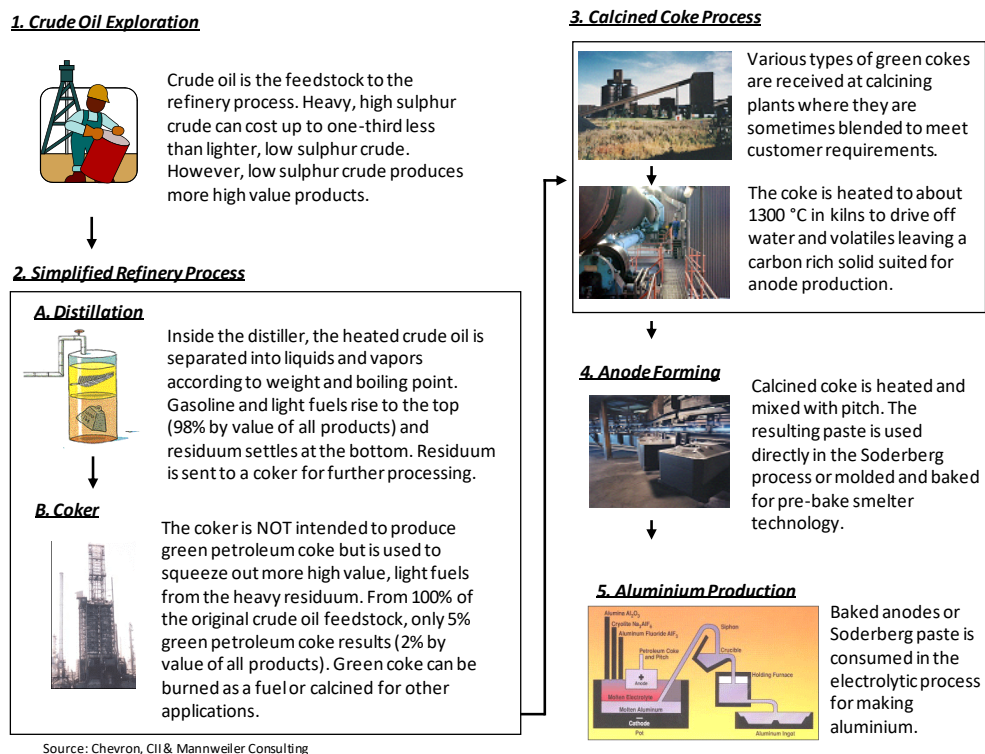 1. Crude Oil Exploration
Crude oil is the feedstock to the
refinery process. Heavy, high sulphur
crude can cost up to one-third less
than lighter, low sulphur crude.
However, low sulphur crude produces
more high value products.
2. Simplified Refinery Process
A. Distillation
Inside the distiller, the heated crude oil is
separated into liquids and vapors
according to weight and boiling point.
Gasoline and light fuels rise to the top
(98% by value of all products) and
residuum settles at the bottom. Residuum
is sent to a coker for further processing.
B. Coker
The coker is NOT intended to produce
green petroleum coke but is used to
squeeze out more high value, light fuels
from the heavy residuum. From 100% of
the original crude oil feedstock, only 5%
green petroleum coke results (2% by
value of all products). Green coke can be
burned as a fuel or calcined for other
applications.
Source: Chevron, CII & Mannweiler Consulting
3. Calcined Coke Process
Various types of green cokes
are received at calcining
plants where they are
sometimes blended to meet
customer requirements.
The coke is heated to about
1300 °C in kilns to drive off
water and volatiles leaving a
carbon rich solid suited for
anode production.
4. Anode Forming
Calcined coke is heated and
mixed with pitch. The
resulting paste is used
directly in the Soderberg
process or molded and baked
for pre-bake smelter
technology.
5. Aluminium Production
Alumina Al₂O₃
Cryolite Na₃AlF₆
Aluminum Fluoride AlF₃
Petroleum Coke
and Pitch
Siphon
Crucible
Holding Furnace
+
Anode
Molten Electrolyte
Molten Aluminum
–
Cathode
Pot
Aluminum Ingot
Baked anodes or
Soderberg paste is
consumed in the
electrolytic process
for making
aluminium.